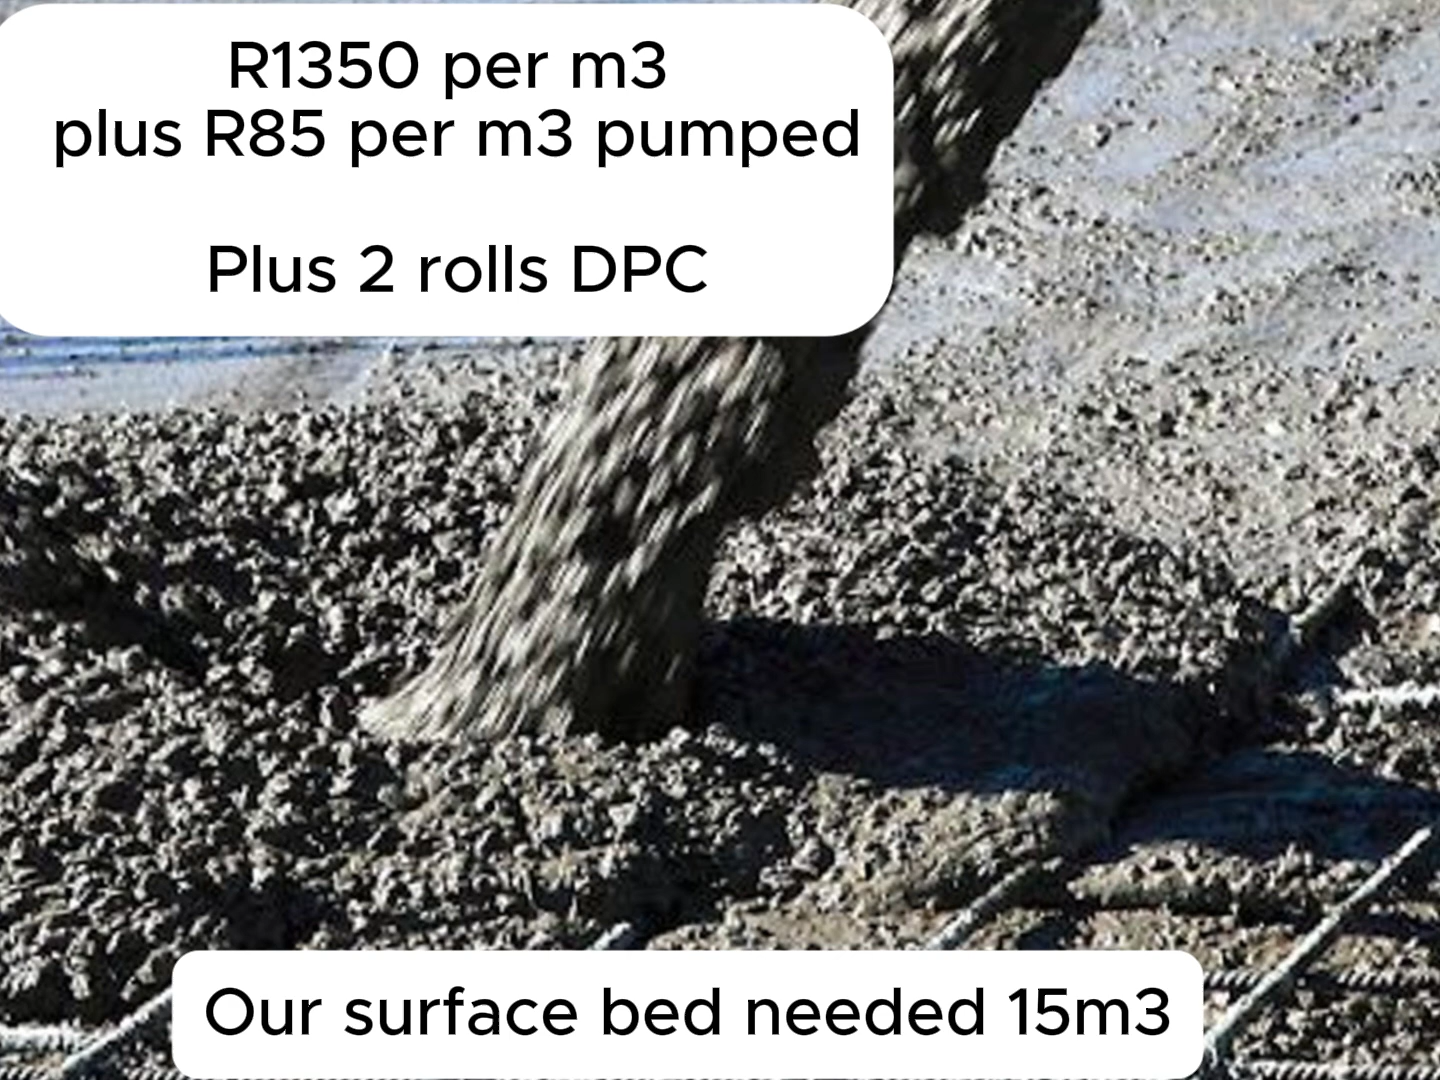 R1350 per m3
plus R85 per m3 pumped
Plus 2 rolls DPC
Our surface bed needed 15m3